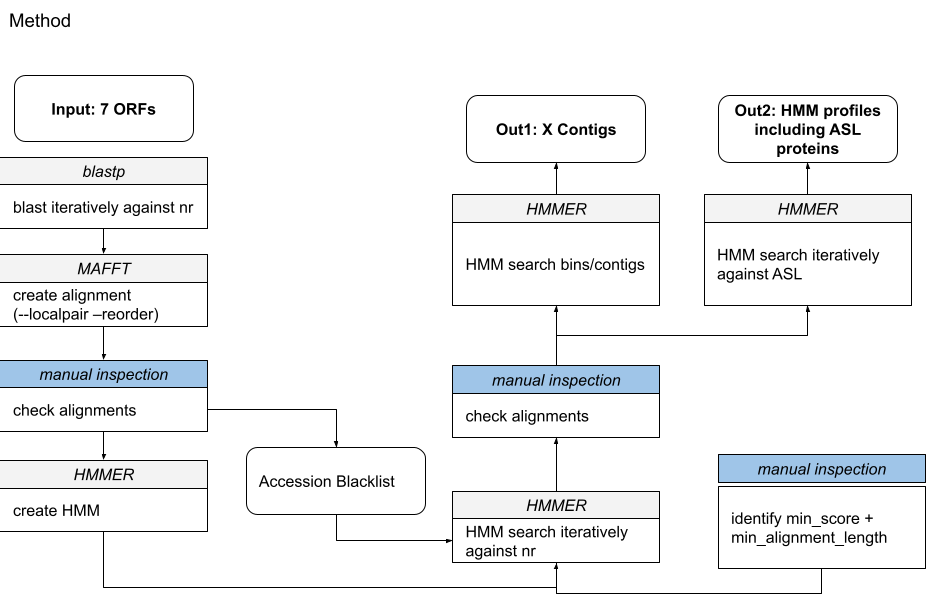 Method
Input: 7 ORFs
blastp
blast iteratively against nr
MAFFT
create alignment
(--localpair –reorder)
manual inspection
check alignments
HMMER
create HMM
Accession Blacklist
Out1: X Contigs
HMMER
HMM search bins/contigs
manual inspection
check alignments
HMMER
HMM search iteratively
against nr
Out2: HMM profiles
including ASL
proteins
HMMER
HMM search iteratively
against ASL
manual inspection
identify min_score +
min_alignment_length